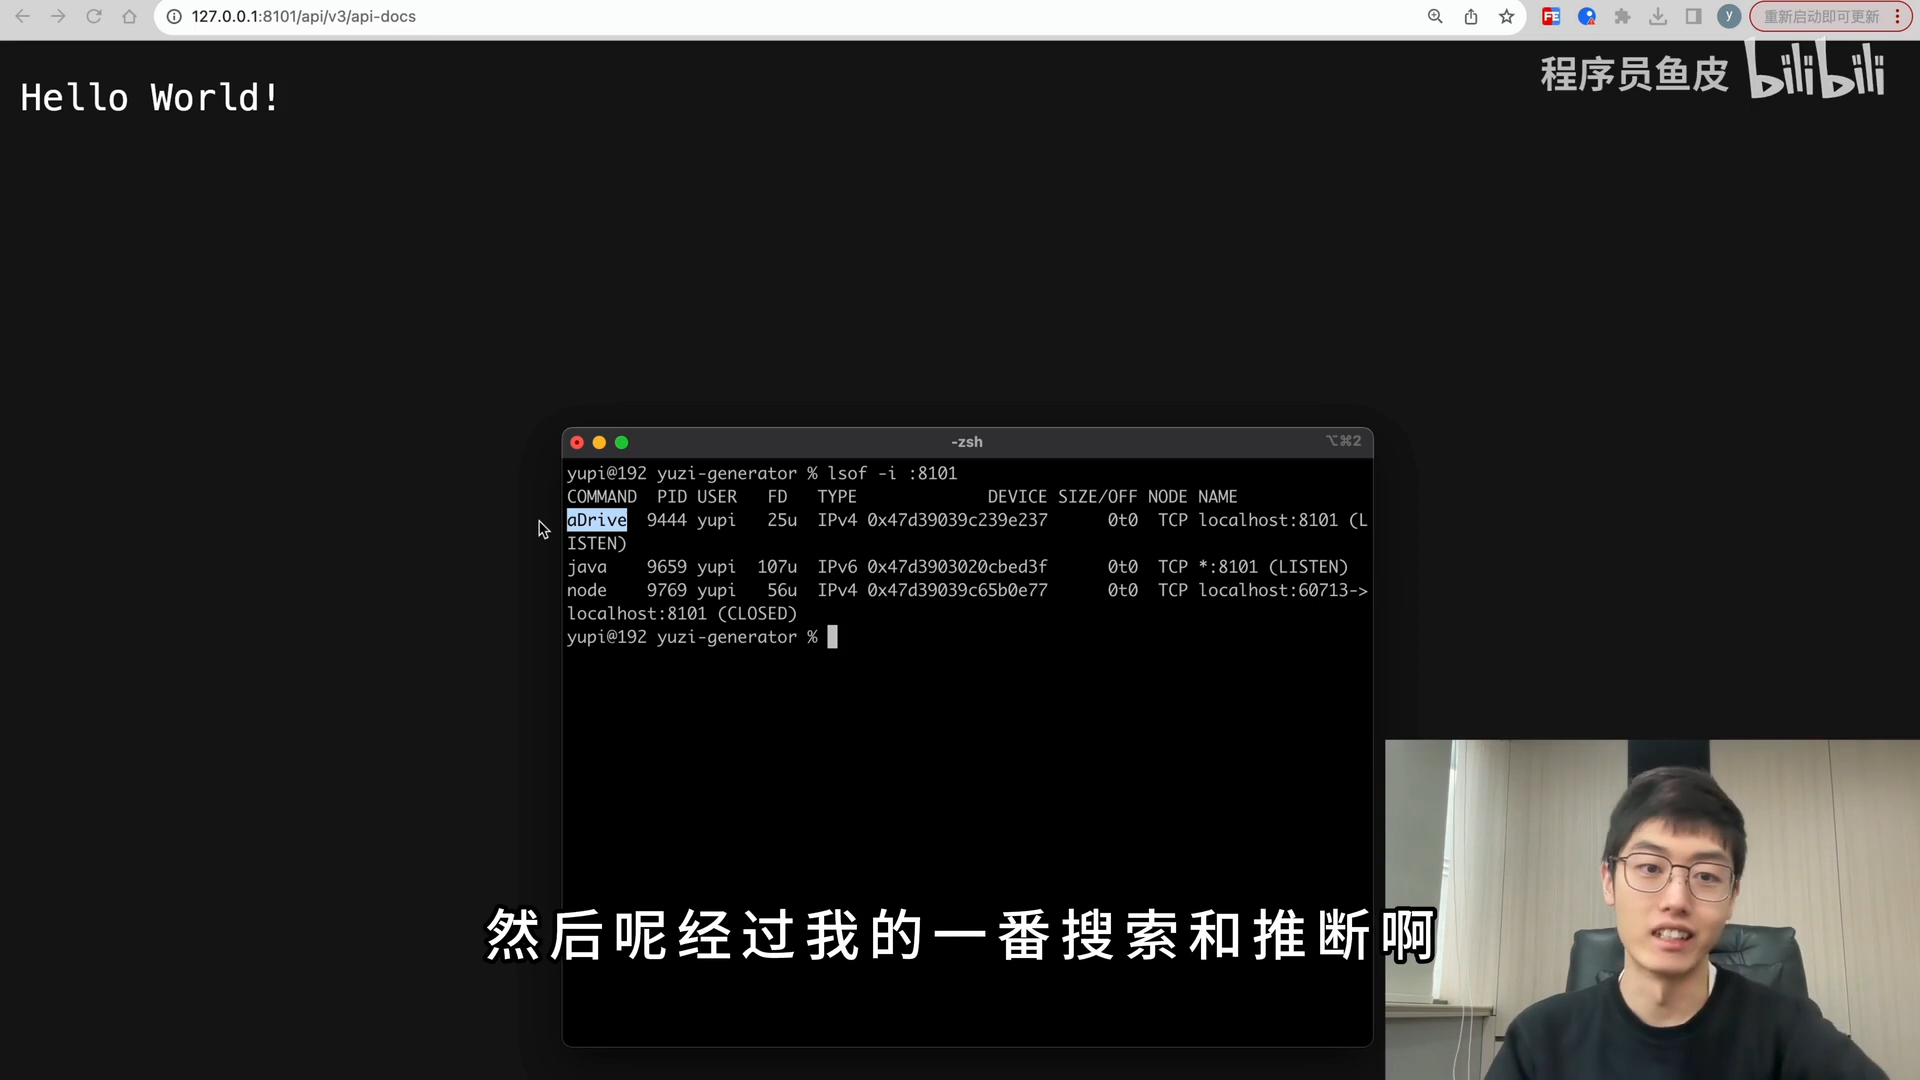 127.0.0.1:8101/api/v3/api-docs
FE
y
重新启动即可更新
程序员鱼皮 bilibili
Hello World!
-zsh
⌥⌘2
yupi@192 yuzi-generator % lsof -i :8101
COMMAND PID USER FD TYPE DEVICE SIZE/OFF NODE NAME
aDrive 9444 yupi 25u IPv4 0x47d39039c239e237 0t0 TCP localhost:8101 (L
ISTEN)
java 9659 yupi 107u IPv6 0x47d3903020cbed3f 0t0 TCP *:8101 (LISTEN)
node 9769 yupi 56u IPv4 0x47d39039c65b0e77 0t0 TCP localhost:60713->
localhost:8101 (CLOSED)
yupi@192 yuzi-generator %
然后呢经过我的一番搜索和推断啊